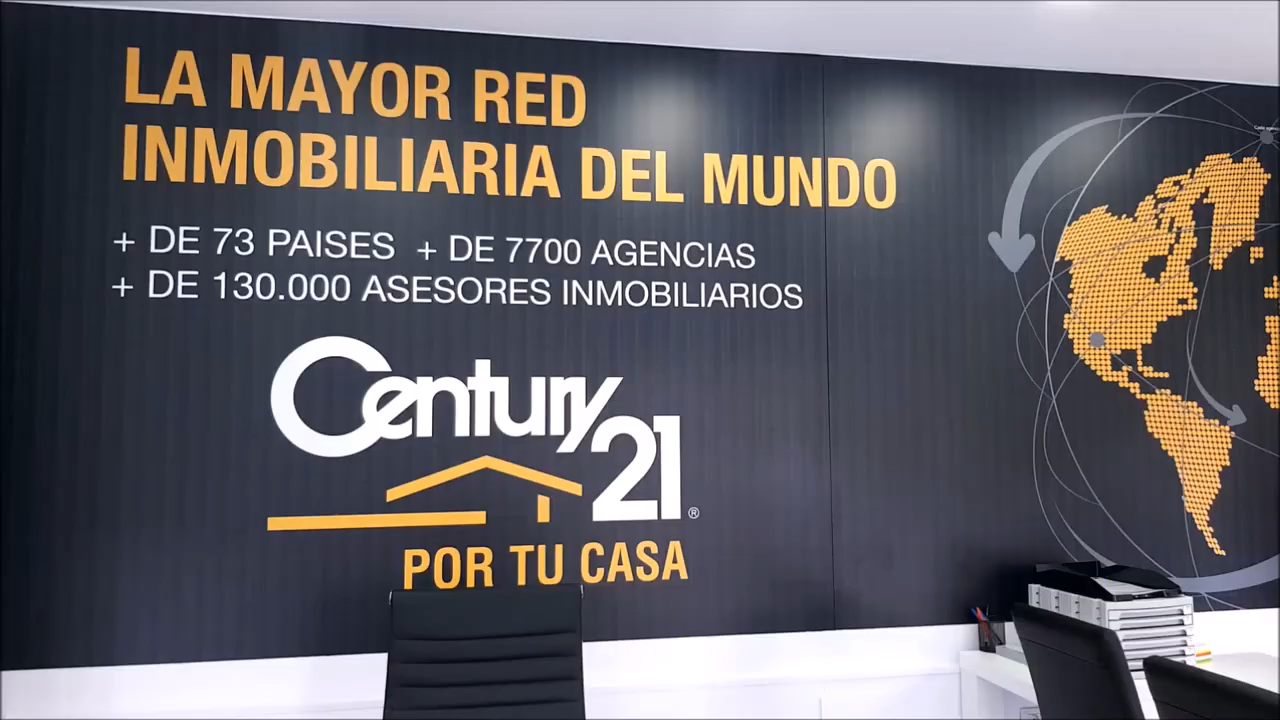 LA MAYOR RED
INMOBILIARIA DEL MUNDO
+ DE 73 PAISES + DE 7700 AGENCIAS
+ DE 130.000 ASESORES INMOBILIARIOS
Century
21®
POR TU CASA